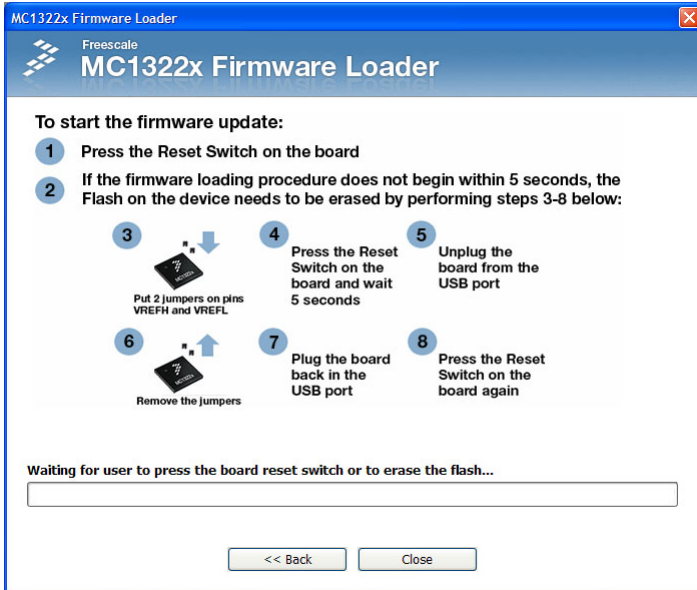 MC1322x Firmware Loader
Freescale
MC1322x Firmware Loader
To start the firmware update:
1 Press the Reset Switch on the board
2 If the firmware loading procedure does not begin within 5 seconds, the
Flash on the device needs to be erased by performing steps 3-8 below:
3
MC1322x
Put 2 jumpers on pins
VREFH and VREFL
4
Press the Reset
Switch on the
board and wait
5 seconds
5
Unplug the
board from the
USB port
6
MC1322x
Remove the jumpers
7
Plug the board
back in the
USB port
8
Press the Reset
Switch on the
board again
Waiting for user to press the board reset switch or to erase the flash...
<< Back
Close